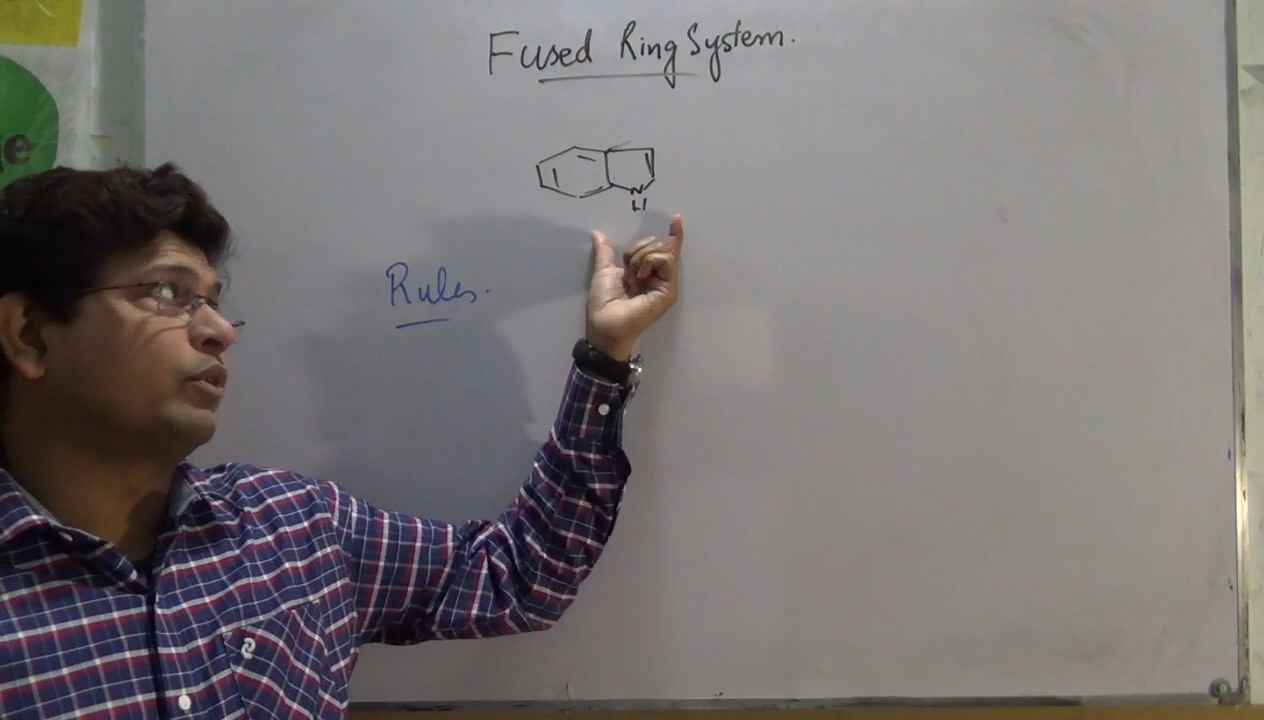 Fused Ring System.
N
H
Rules.